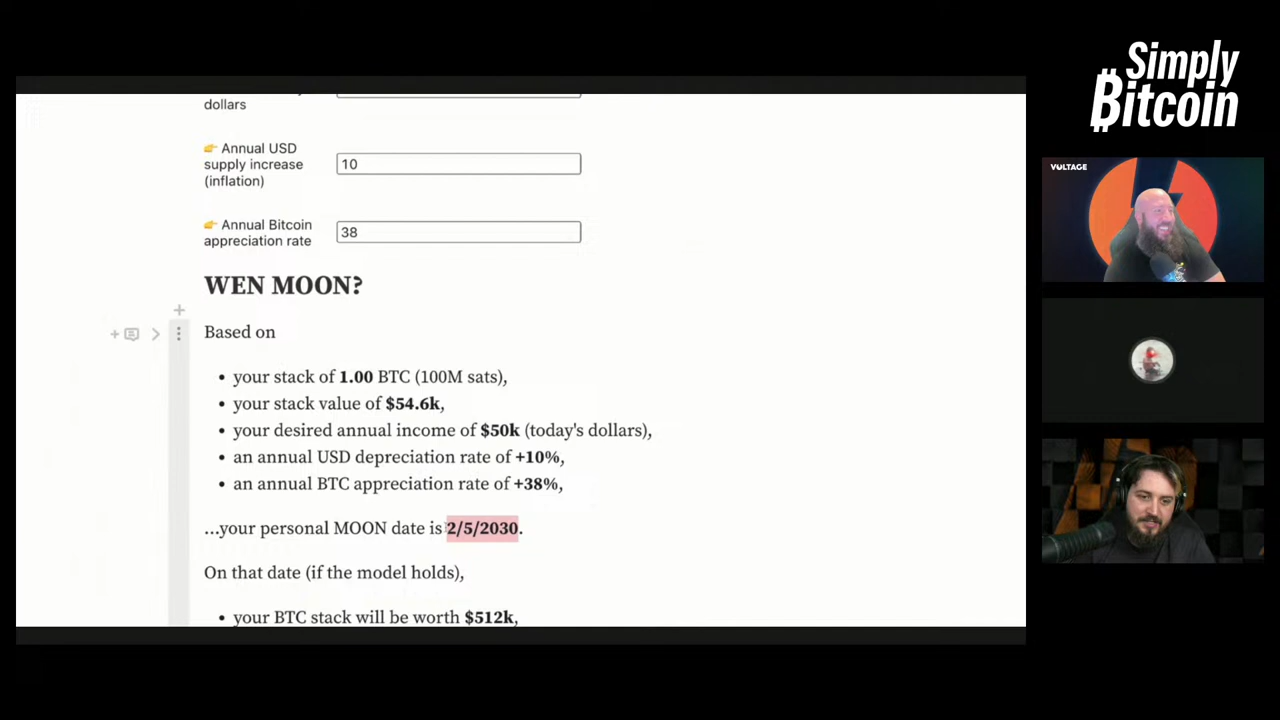 dollars
👉 Annual USD
supply increase
(inflation)
10
👉 Annual Bitcoin
appreciation rate
38
WEN MOON?
Based on
• your stack of 1.00 BTC (100M sats),
• your stack value of $54.6k,
• your desired annual income of $50k (today's dollars),
• an annual USD depreciation rate of +10%,
• an annual BTC appreciation rate of +38%,
...your personal MOON date is 2/5/2030.
On that date (if the model holds),
• your BTC stack will be worth $512k,
Simply
Bitcoin
VOLTAGE